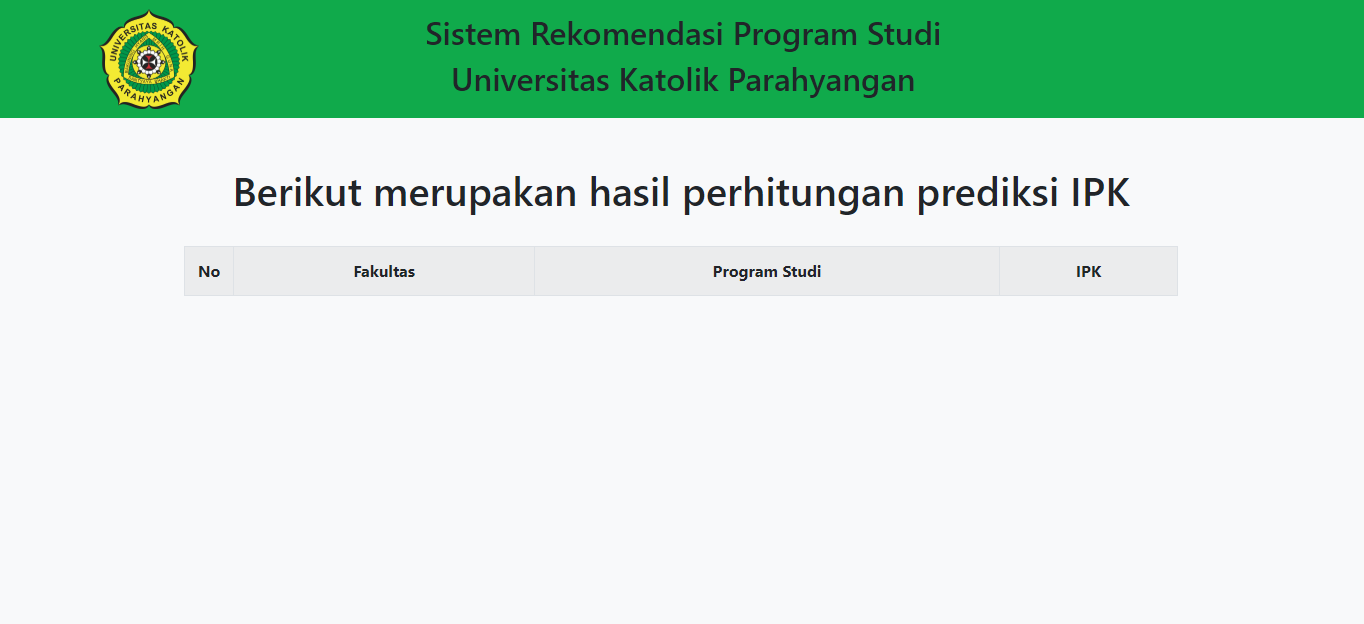 UNIVERSITAS KATOLIK
PARAHYANGAN
Sistem Rekomendasi Program Studi
Universitas Katolik Parahyangan
Berikut merupakan hasil perhitungan prediksi IPK
No Fakultas Program Studi IPK